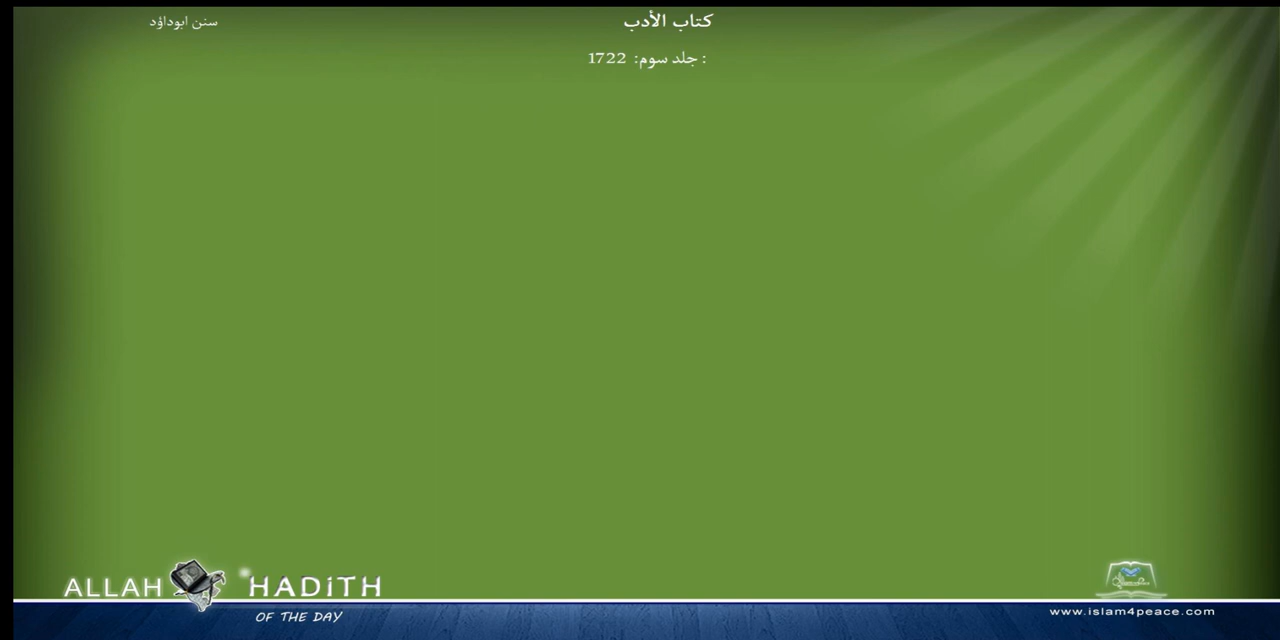 سنن ابوداؤد
كتاب الأدب
: جلد سوم: 1722
ALLAH HADITH
OF THE DAY
www.islam4peace.com